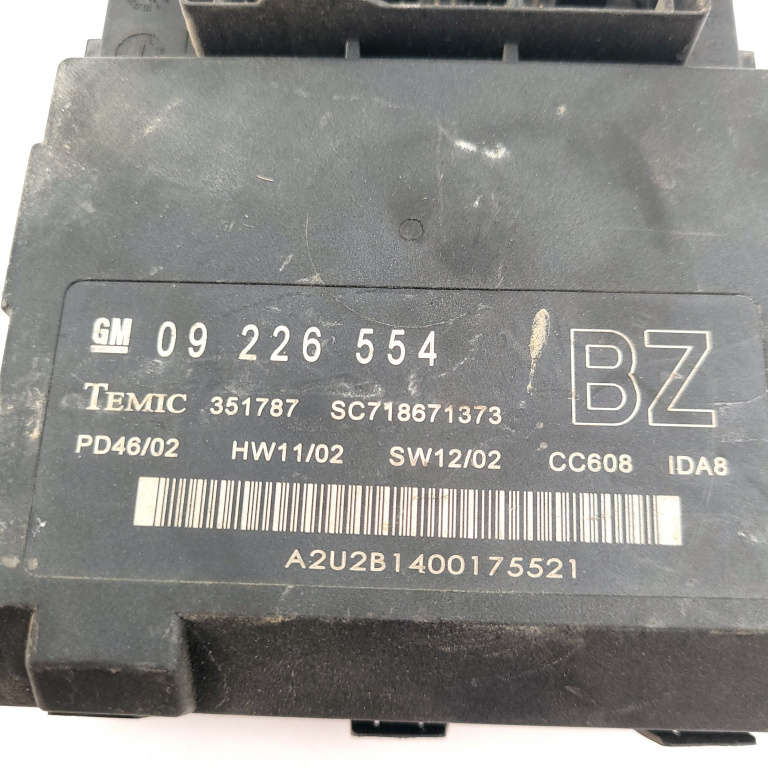 GM 09 226 554
BZ
TEMIC 351787 SC718671373
PD46/02 HW11/02 SW12/02 CC608 IDA8
A2U2B1400175521